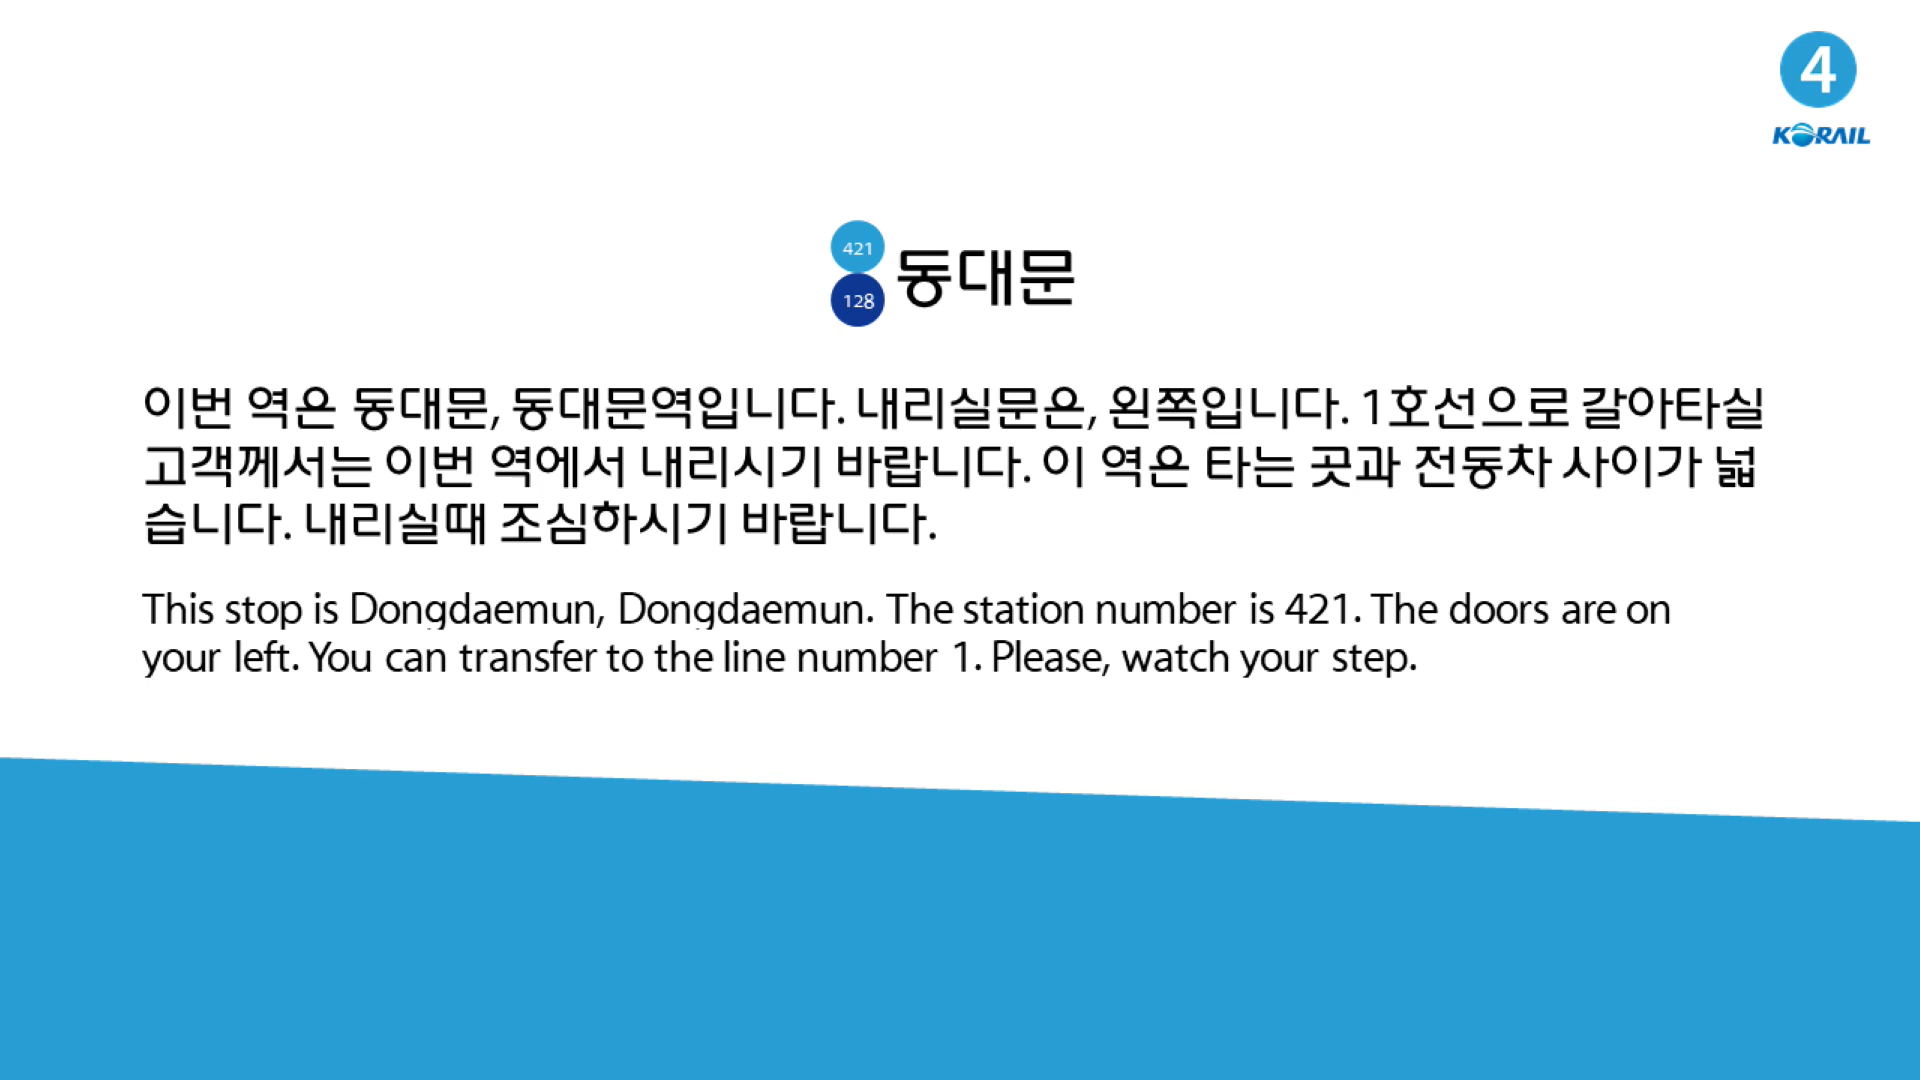 4
KORAIL
421
128
동대문
이번 역은 동대문, 동대문역입니다. 내리실문은, 왼쪽입니다. 1호선으로 갈아타실
고객께서는 이번 역에서 내리시기 바랍니다. 이 역은 타는 곳과 전동차 사이가 넓
습니다. 내리실때 조심하시기 바랍니다.
This stop is Dongdaemun, Dongdaemun. The station number is 421. The doors are on
your left. You can transfer to the line number 1. Please, watch your step.